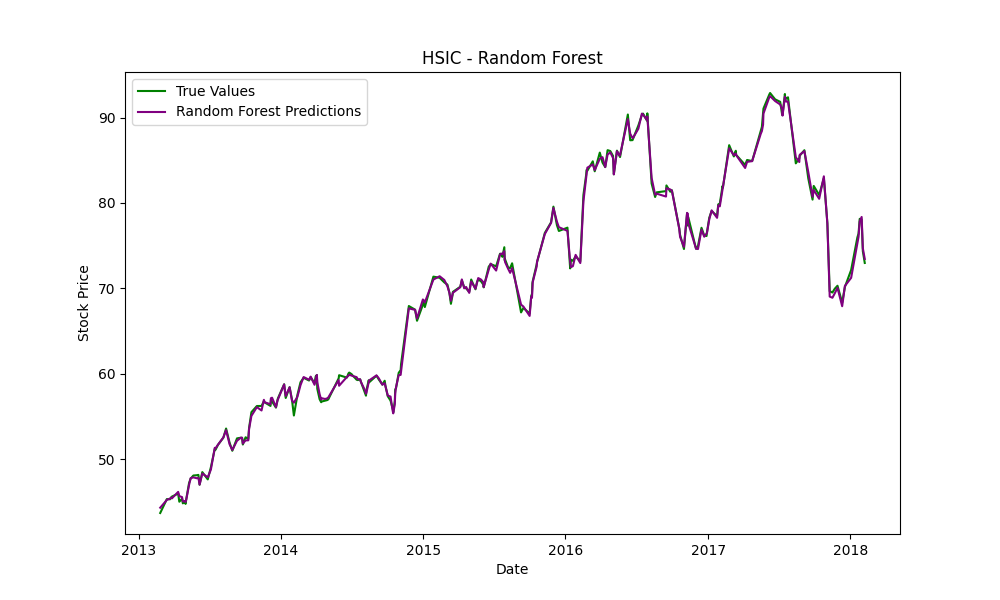 HSIC - Random Forest
True Values
Random Forest Predictions
90
80
70
60
50
Stock Price
2013 2014 2015 2016 2017 2018
Date